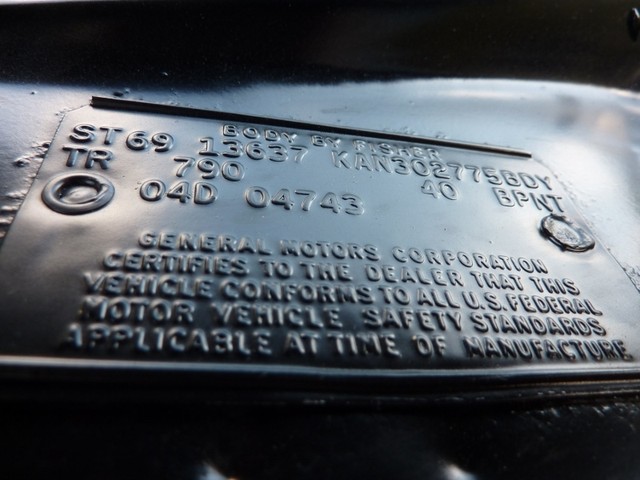 BODY BY FISHER
ST69 13637 KAN302775BDY
TR 790 40 BPNT
04D 04743
GENERAL MOTORS CORPORATION
CERTIFIES TO THE DEALER THAT THIS
VEHICLE CONFORMS TO ALL U.S. FEDERAL
MOTOR VEHICLE SAFETY STANDARDS
APPLICABLE AT TIME OF MANUFACTURE